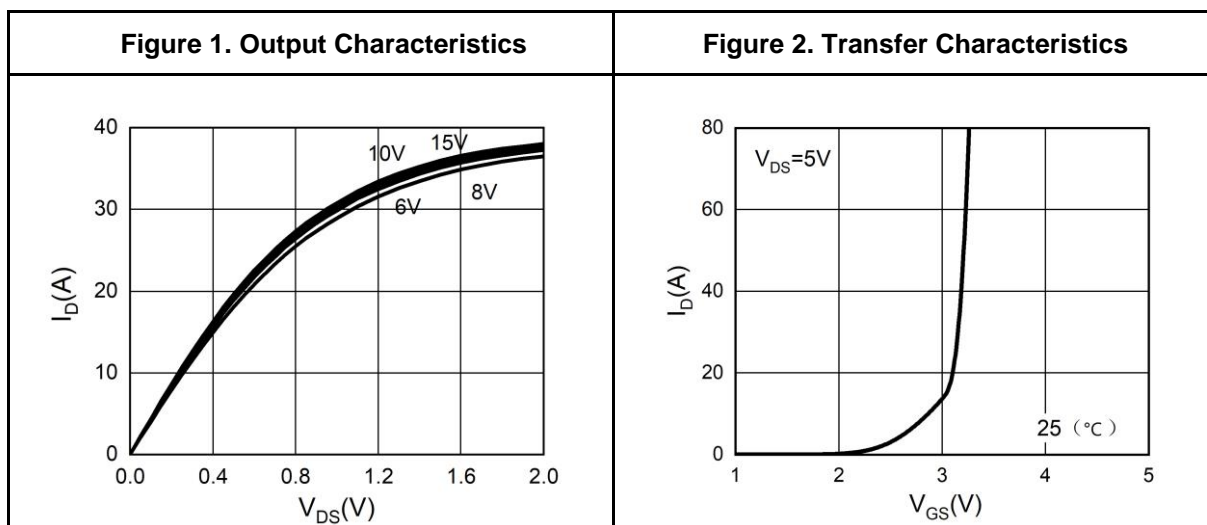 Figure 1. Output Characteristics
Figure 2. Transfer Characteristics
40
30
20
10
0
I_D(A)
10V
15V
6V
8V
0.0
0.4
0.8
1.2
1.6
2.0
V_DS(V)
80
60
40
20
0
I_D(A)
V_DS=5V
25（℃）
1
2
3
4
5
V_GS(V)